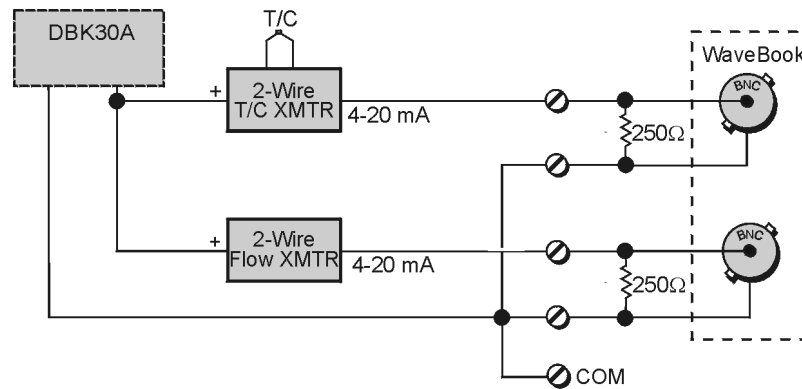 T/C
DBK30A
WaveBook
BNC
+
2-Wire
T/C XMTR
4-20 mA
250Ω
BNC
+
2-Wire
Flow XMTR
4-20 mA
250Ω
COM